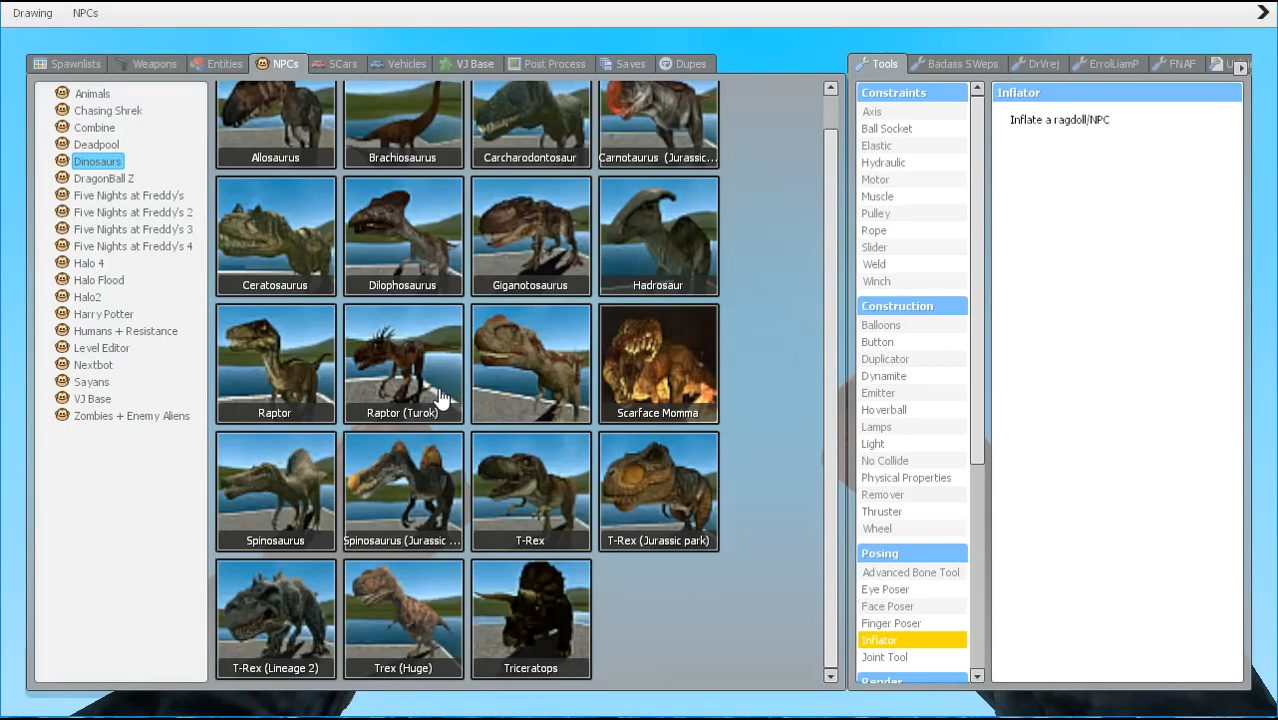 Drawing NPCs
Spawnlists Weapons Entities NPCs SCars Vehicles VJ Base Post Process Saves Dupes
Animals
Chasing Shrek
Combine
Deadpool
Dinosaurs
DragonBall Z
Five Nights at Freddy's
Five Nights at Freddy's 2
Five Nights at Freddy's 3
Five Nights at Freddy's 4
Halo 4
Halo Flood
Halo2
Harry Potter
Humans + Resistance
Level Editor
Nextbot
Sayans
VJ Base
Zombies + Enemy Aliens
Allosaurus Brachiosaurus Carcharodontosaur Carnotaurus (Jurassic...
Ceratosaurus Dilophosaurus Giganotosaurus Hadrosaur
Raptor Raptor (Turok) Scarface Momma
Spinosaurus Spinosaurus (Jurassic ... T-Rex T-Rex (Jurassic park)
T-Rex (Lineage 2) Trex (Huge) Triceratops
Tools Badass SWeps DrVrej ErrolLiamP FNAF
Constraints
Axis
Ball Socket
Elastic
Hydraulic
Motor
Muscle
Pulley
Rope
Slider
Weld
Winch
Construction
Balloons
Button
Duplicator
Dynamite
Emitter
Hoverball
Lamps
Light
No Collide
Physical Properties
Remover
Thruster
Wheel
Posing
Advanced Bone Tool
Eye Poser
Face Poser
Finger Poser
Inflator
Joint Tool
Render
Inflator
Inflate a ragdoll/NPC